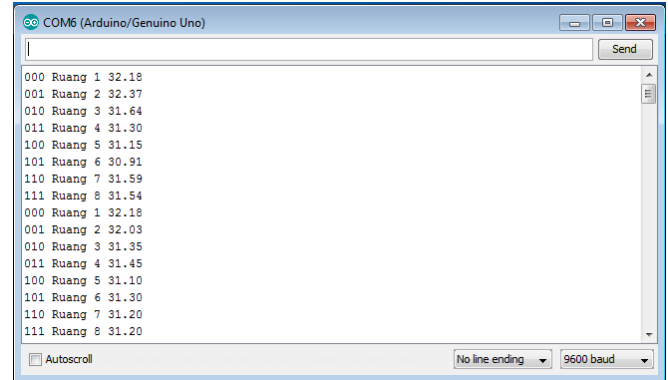 COM6 (Arduino/Genuino Uno)
Send
000 Ruang 1 32.18
001 Ruang 2 32.37
010 Ruang 3 31.64
011 Ruang 4 31.30
100 Ruang 5 31.15
101 Ruang 6 30.91
110 Ruang 7 31.59
111 Ruang 8 31.54
000 Ruang 1 32.18
001 Ruang 2 32.03
010 Ruang 3 31.35
011 Ruang 4 31.45
100 Ruang 5 31.10
101 Ruang 6 31.30
110 Ruang 7 31.20
111 Ruang 8 31.20
Autoscroll No line ending 9600 baud